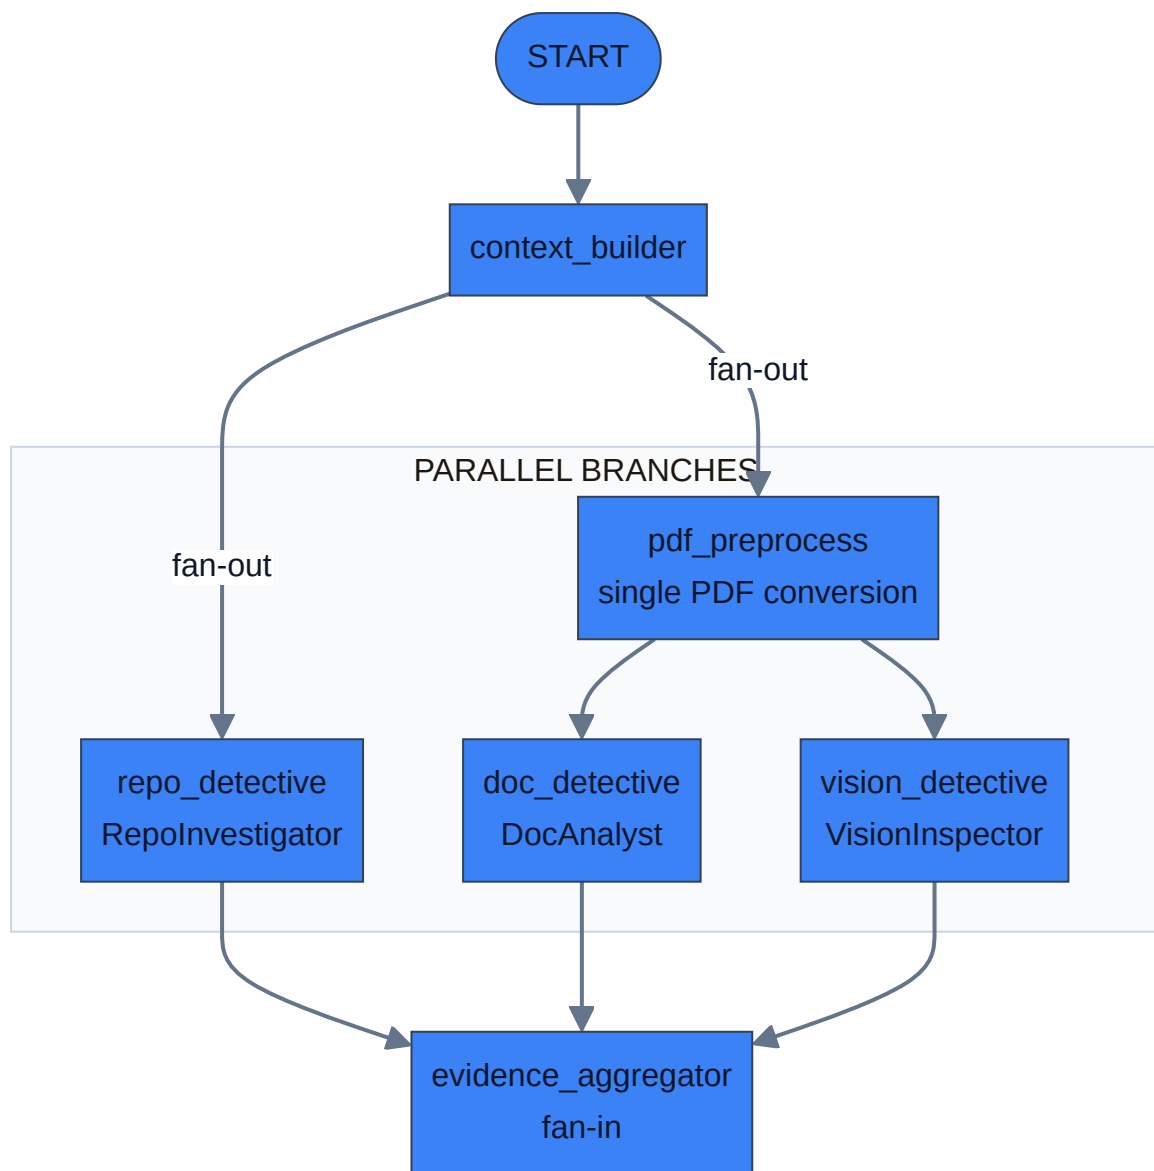 START
context_builder
fan-out
PARALLEL BRANCHES
pdf_preprocess
single PDF conversion
fan-out
repo_detective
RepoInvestigator
doc_detective
DocAnalyst
vision_detective
VisionInspector
evidence_aggregator
fan-in